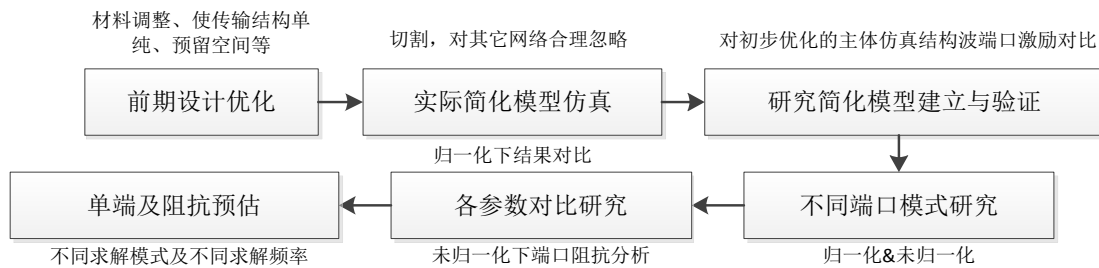 材料调整、使传输结构单
纯、预留空间等
切割，对其它网络合理忽略
对初步优化的主体仿真结构波端口激励对比
前期设计优化
实际简化模型仿真
研究简化模型建立与验证
归一化下结果对比
单端及阻抗预估
各参数对比研究
不同端口模式研究
不同求解模式及不同求解频率
未归一化下端口阻抗分析
归一化&未归一化